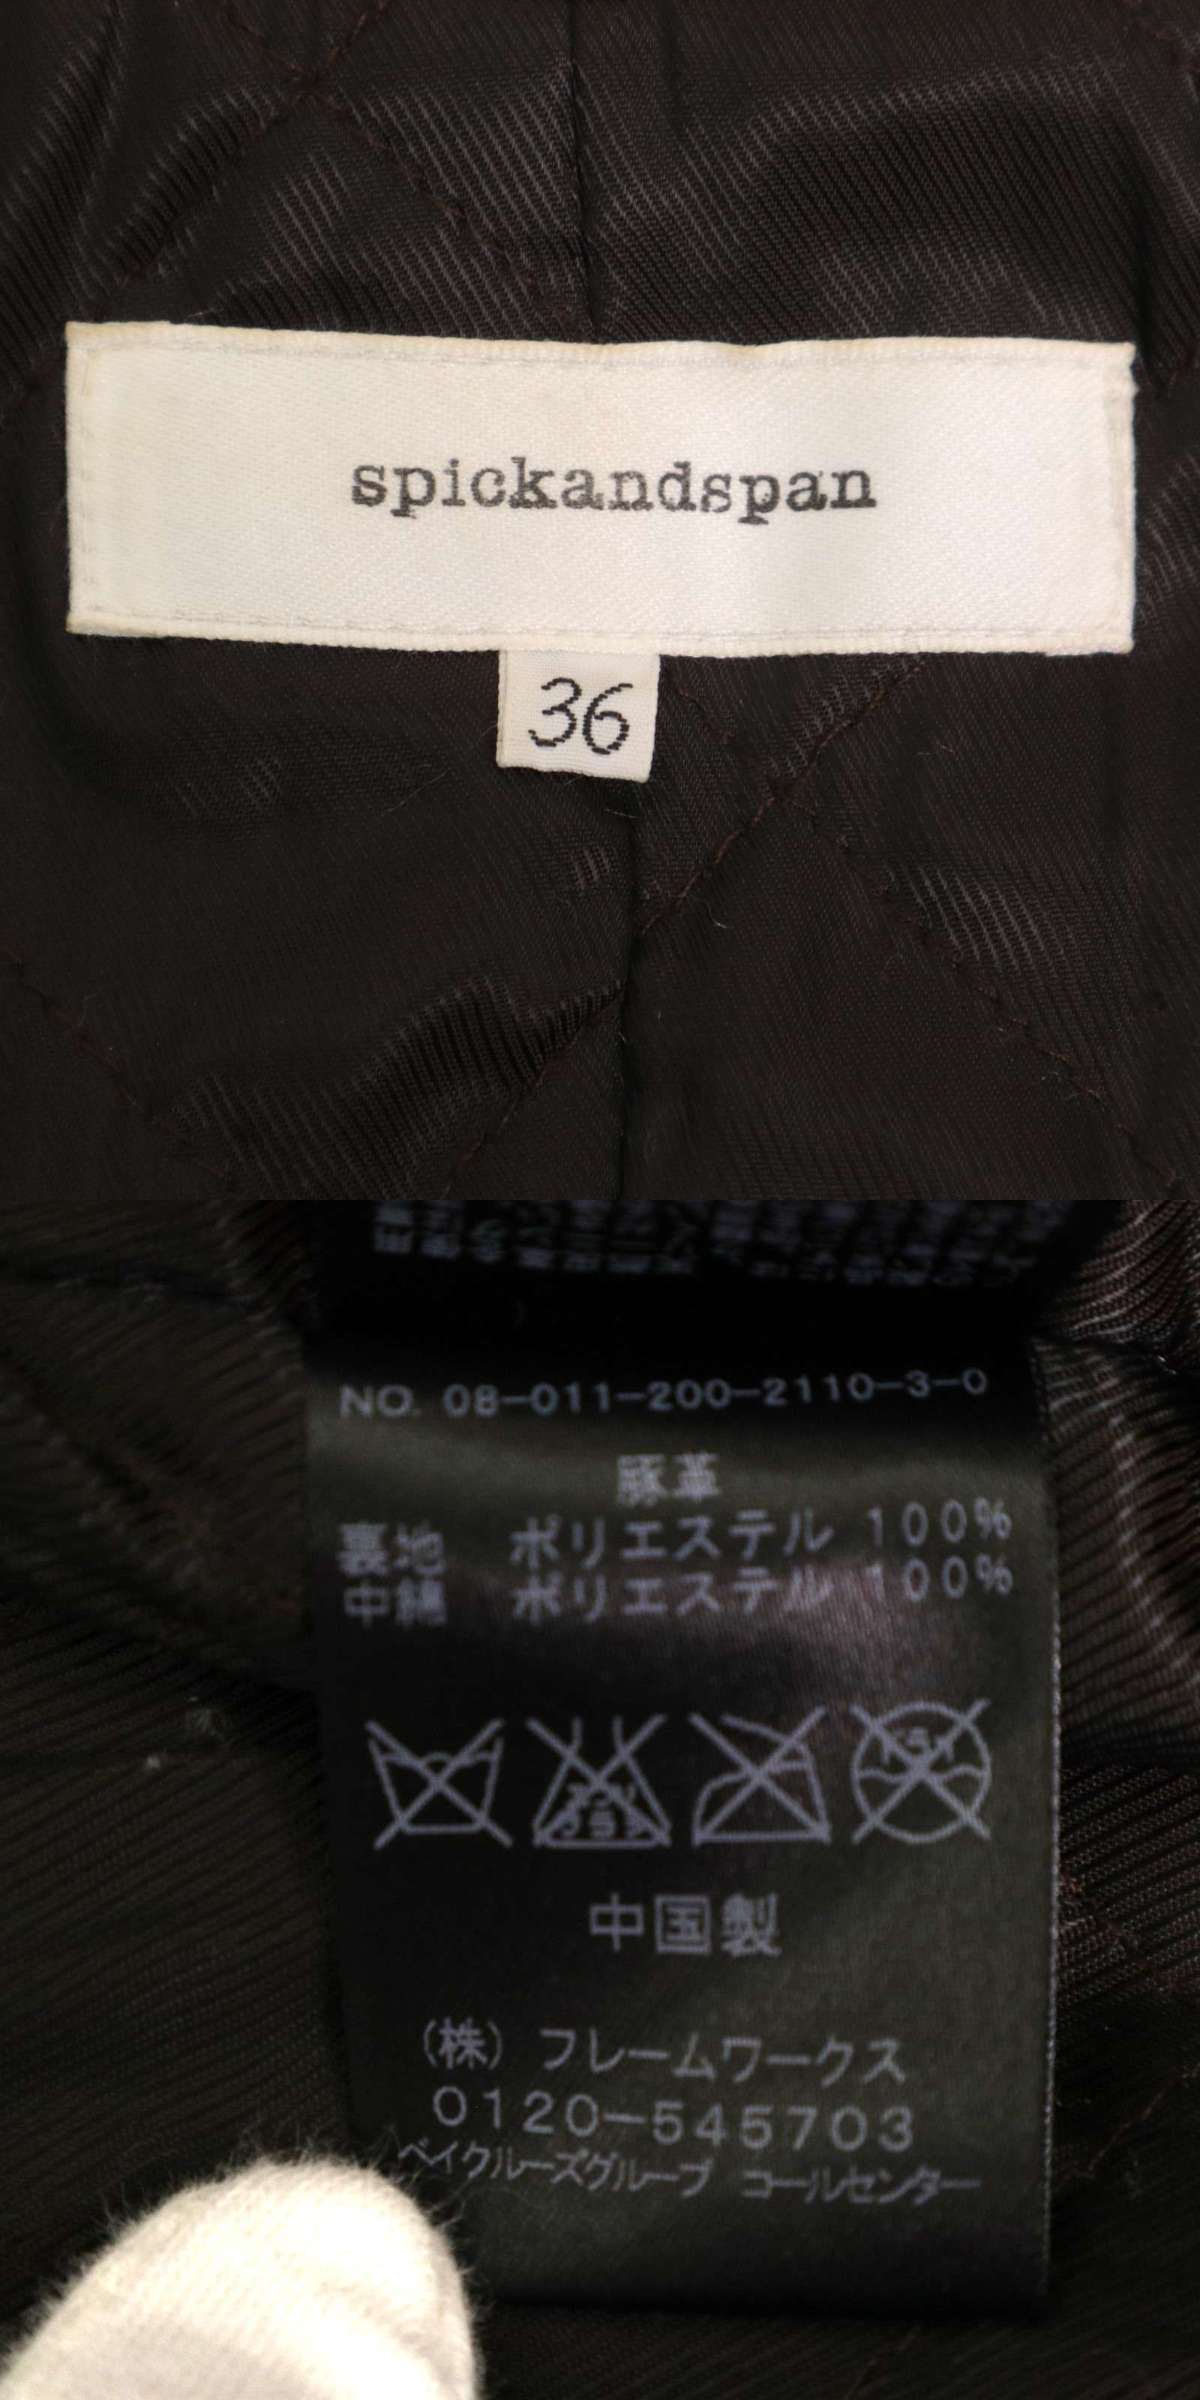 spickandspan
36
NO. 08-011-200-2110-3-0
豚革
裏地 ポリエステル 100%
中綿 ポリエステル 100%
中国製
(株) フレームワークス
0120-545703
ベイクルーズグループ コールセンター